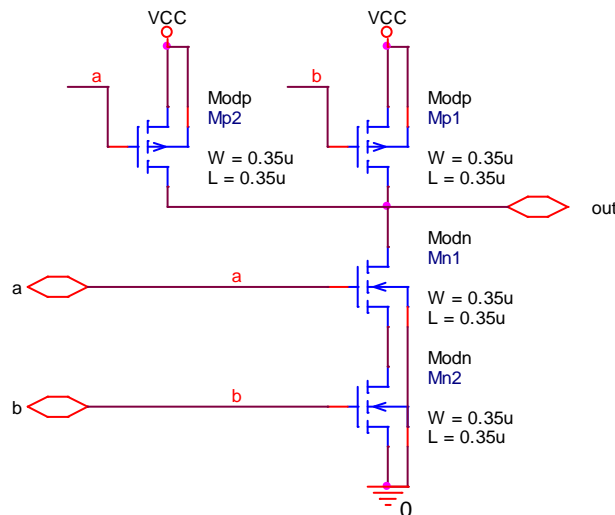 VCC
VCC
a
b
Modp
Mp2
W = 0.35u
L = 0.35u
Modp
Mp1
W = 0.35u
L = 0.35u
out
Modn
Mn1
W = 0.35u
L = 0.35u
a
a
Modn
Mn2
W = 0.35u
L = 0.35u
b
b
0